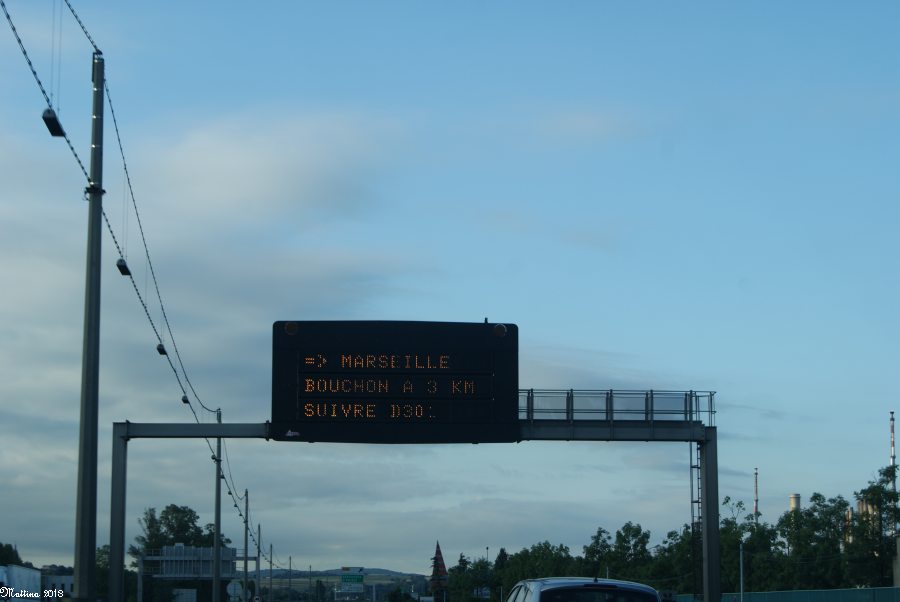 => MARSEILLE
BOUCHON A 3 KM
SUIVRE D301
Mattina 2018